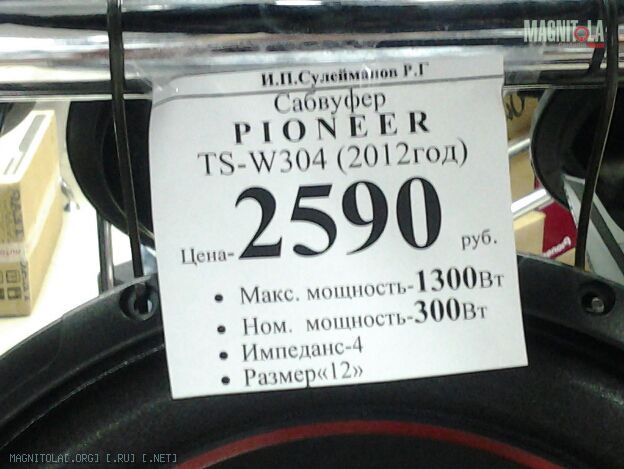 MAGNITOLA
И.П.Сулейманов Р.Г
Сабвуфер
PIONEER
TS-W304 (2012год)
Цена- 2590 руб.
• Макс. мощность-1300Вт
• Ном. мощность-300Вт
• Импеданс-4
• Размер«12»
MAGNITOLA[.ORG] [.RU] [.NET]